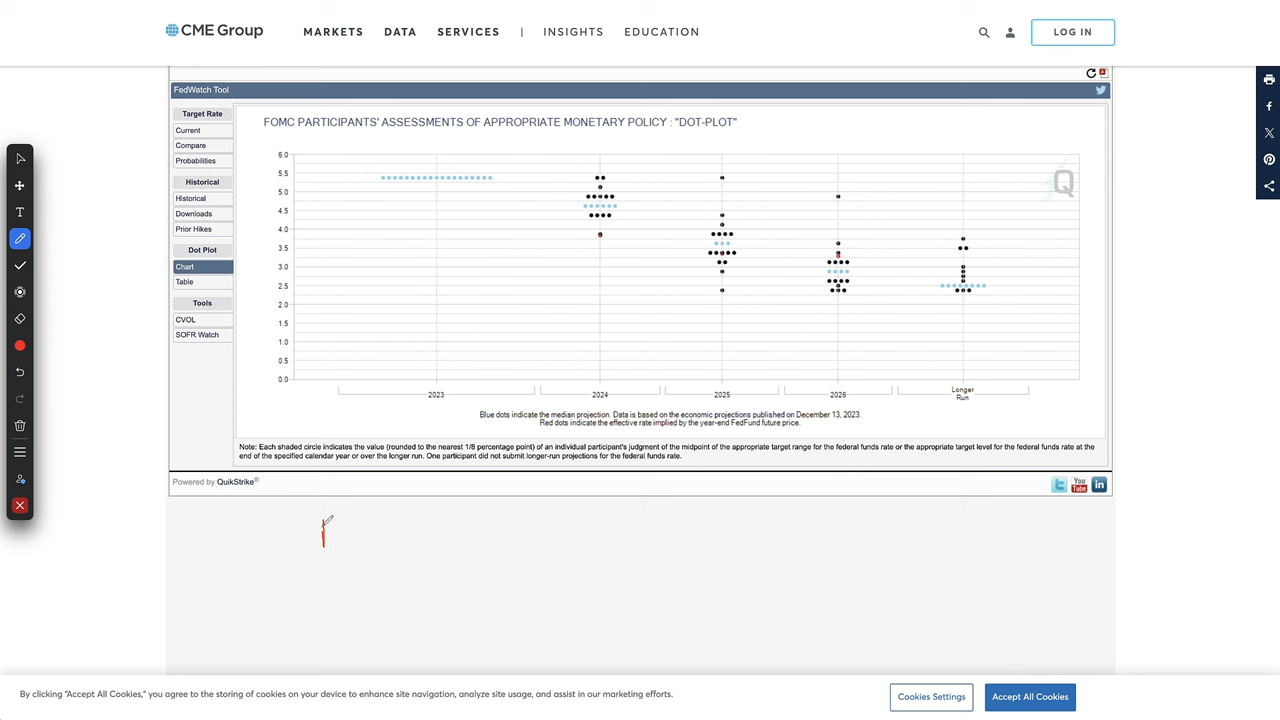 CME Group
MARKETS DATA SERVICES | INSIGHTS EDUCATION
LOG IN
FedWatch Tool
Target Rate
Current
Compare
Probabilities
Historical
Historical
Downloads
Prior Hikes
Dot Plot
Chart
Table
Tools
CVOL
SOFR Watch
FOMC PARTICIPANTS' ASSESSMENTS OF APPROPRIATE MONETARY POLICY : "DOT-PLOT"
Q
6.0
5.5
5.0
4.5
4.0
3.5
3.0
2.5
2.0
1.5
1.0
0.5
0.0
2023 2024 2025 2026 Longer
Run
Blue dots indicate the median projection. Data is based on the economic projections published on December 13, 2023.
Red dots indicate the effective rate implied by the year-end FedFund future price.
Note: Each shaded circle indicates the value (rounded to the nearest 1/8 percentage point) of an individual participant's judgment of the midpoint of the appropriate target range for the federal funds rate or the appropriate target level for the federal funds rate at the
end of the specified calendar year or over the longer run. One participant did not submit longer-run projections for the federal funds rate.
Powered by QuikStrike®
You
Tube
in
T
By clicking "Accept All Cookies," you agree to the storing of cookies on your device to enhance site navigation, analyze site usage, and assist in our marketing efforts.
Cookies Settings
Accept All Cookies